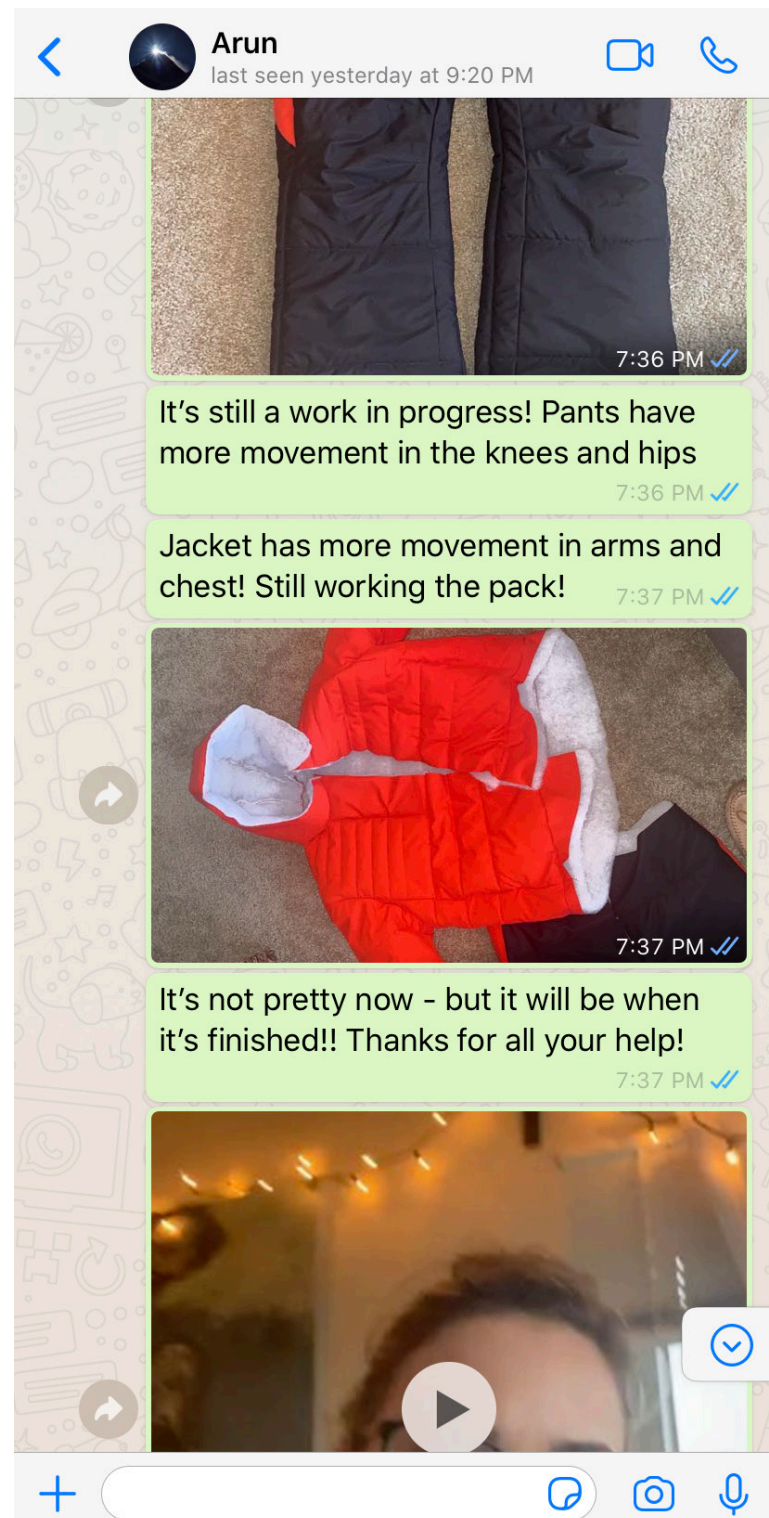 Arun
last seen yesterday at 9:20 PM
7:36 PM
It’s still a work in progress! Pants have
more movement in the knees and hips
7:36 PM
Jacket has more movement in arms and
chest! Still working the pack!
7:37 PM
7:37 PM
It’s not pretty now - but it will be when
it’s finished!! Thanks for all your help!
7:37 PM